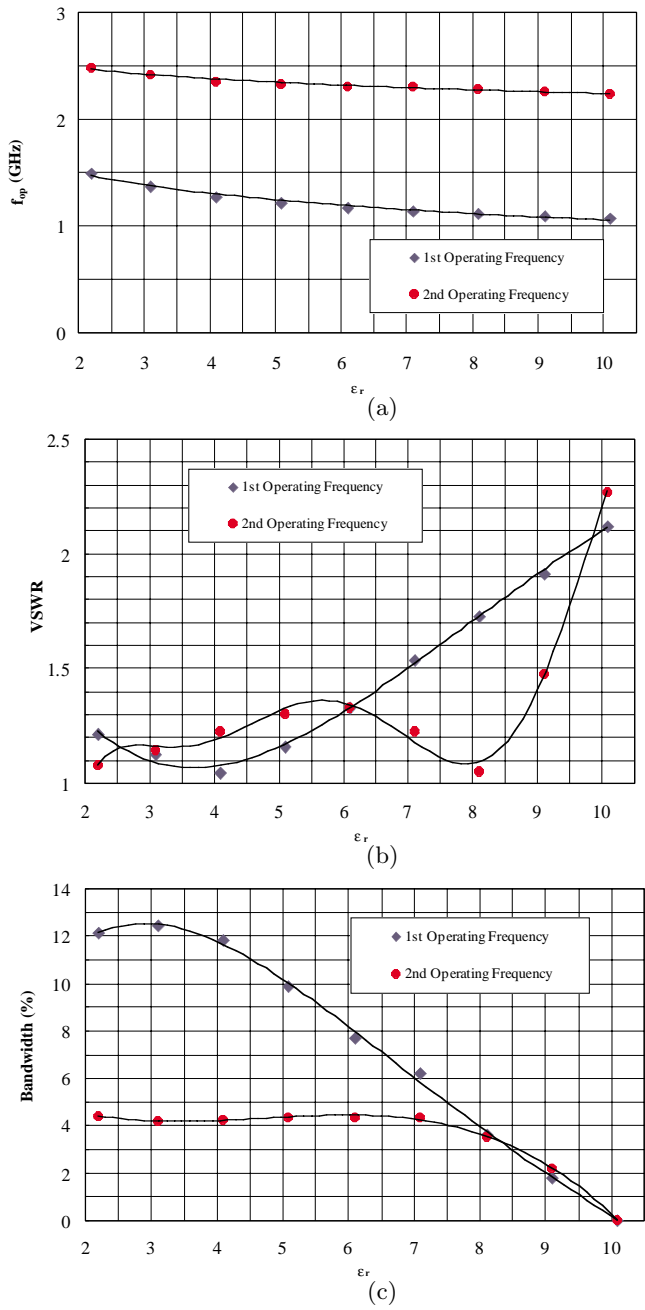 3
2
1
0
f_op (GHz)
1st Operating Frequency
2nd Operating Frequency
2 3 4 5 6 7 8 9 10
ε_r
(a)
2.5
2
1.5
1
VSWR
1st Operating Frequency
2nd Operating Frequency
2 3 4 5 6 7 8 9 10
ε_r
(b)
14
12
10
8
6
4
2
0
Bandwidth (%)
1st Operating Frequency
2nd Operating Frequency
2 3 4 5 6 7 8 9 10
ε_r
(c)